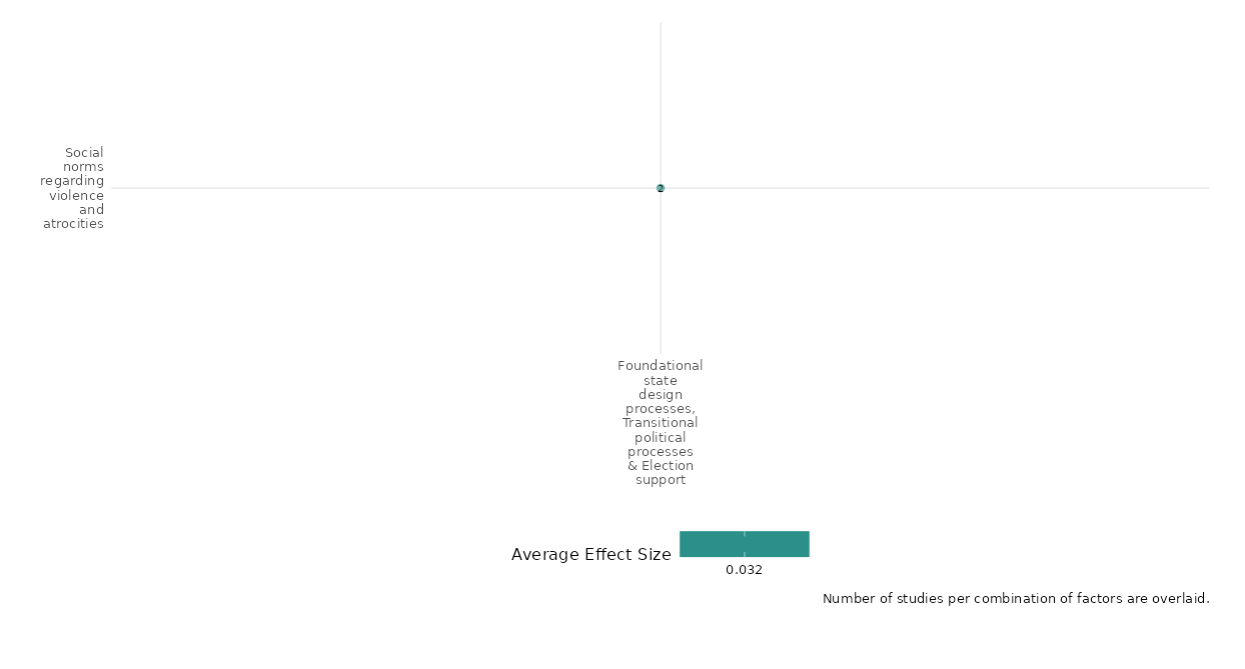 Social
norms
regarding
violence
and
atrocities
2
Foundational
state
design
processes,
Transitional
political
processes
& Election
support
Average Effect Size
0.032
Number of studies per combination of factors are overlaid.